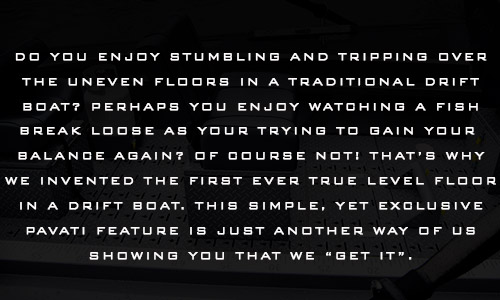 DO YOU ENJOY STUMBLING AND TRIPPING OVER
THE UNEVEN FLOORS IN A TRADITIONAL DRIFT
BOAT? PERHAPS YOU ENJOY WATCHING A FISH
BREAK LOOSE AS YOUR TRYING TO GAIN YOUR
BALANCE AGAIN? OF COURSE NOT! THAT'S WHY
WE INVENTED THE FIRST EVER TRUE LEVEL FLOOR
IN A DRIFT BOAT. THIS SIMPLE, YET EXCLUSIVE
PAVATI FEATURE IS JUST ANOTHER WAY OF US
SHOWING YOU THAT WE “GET IT”.